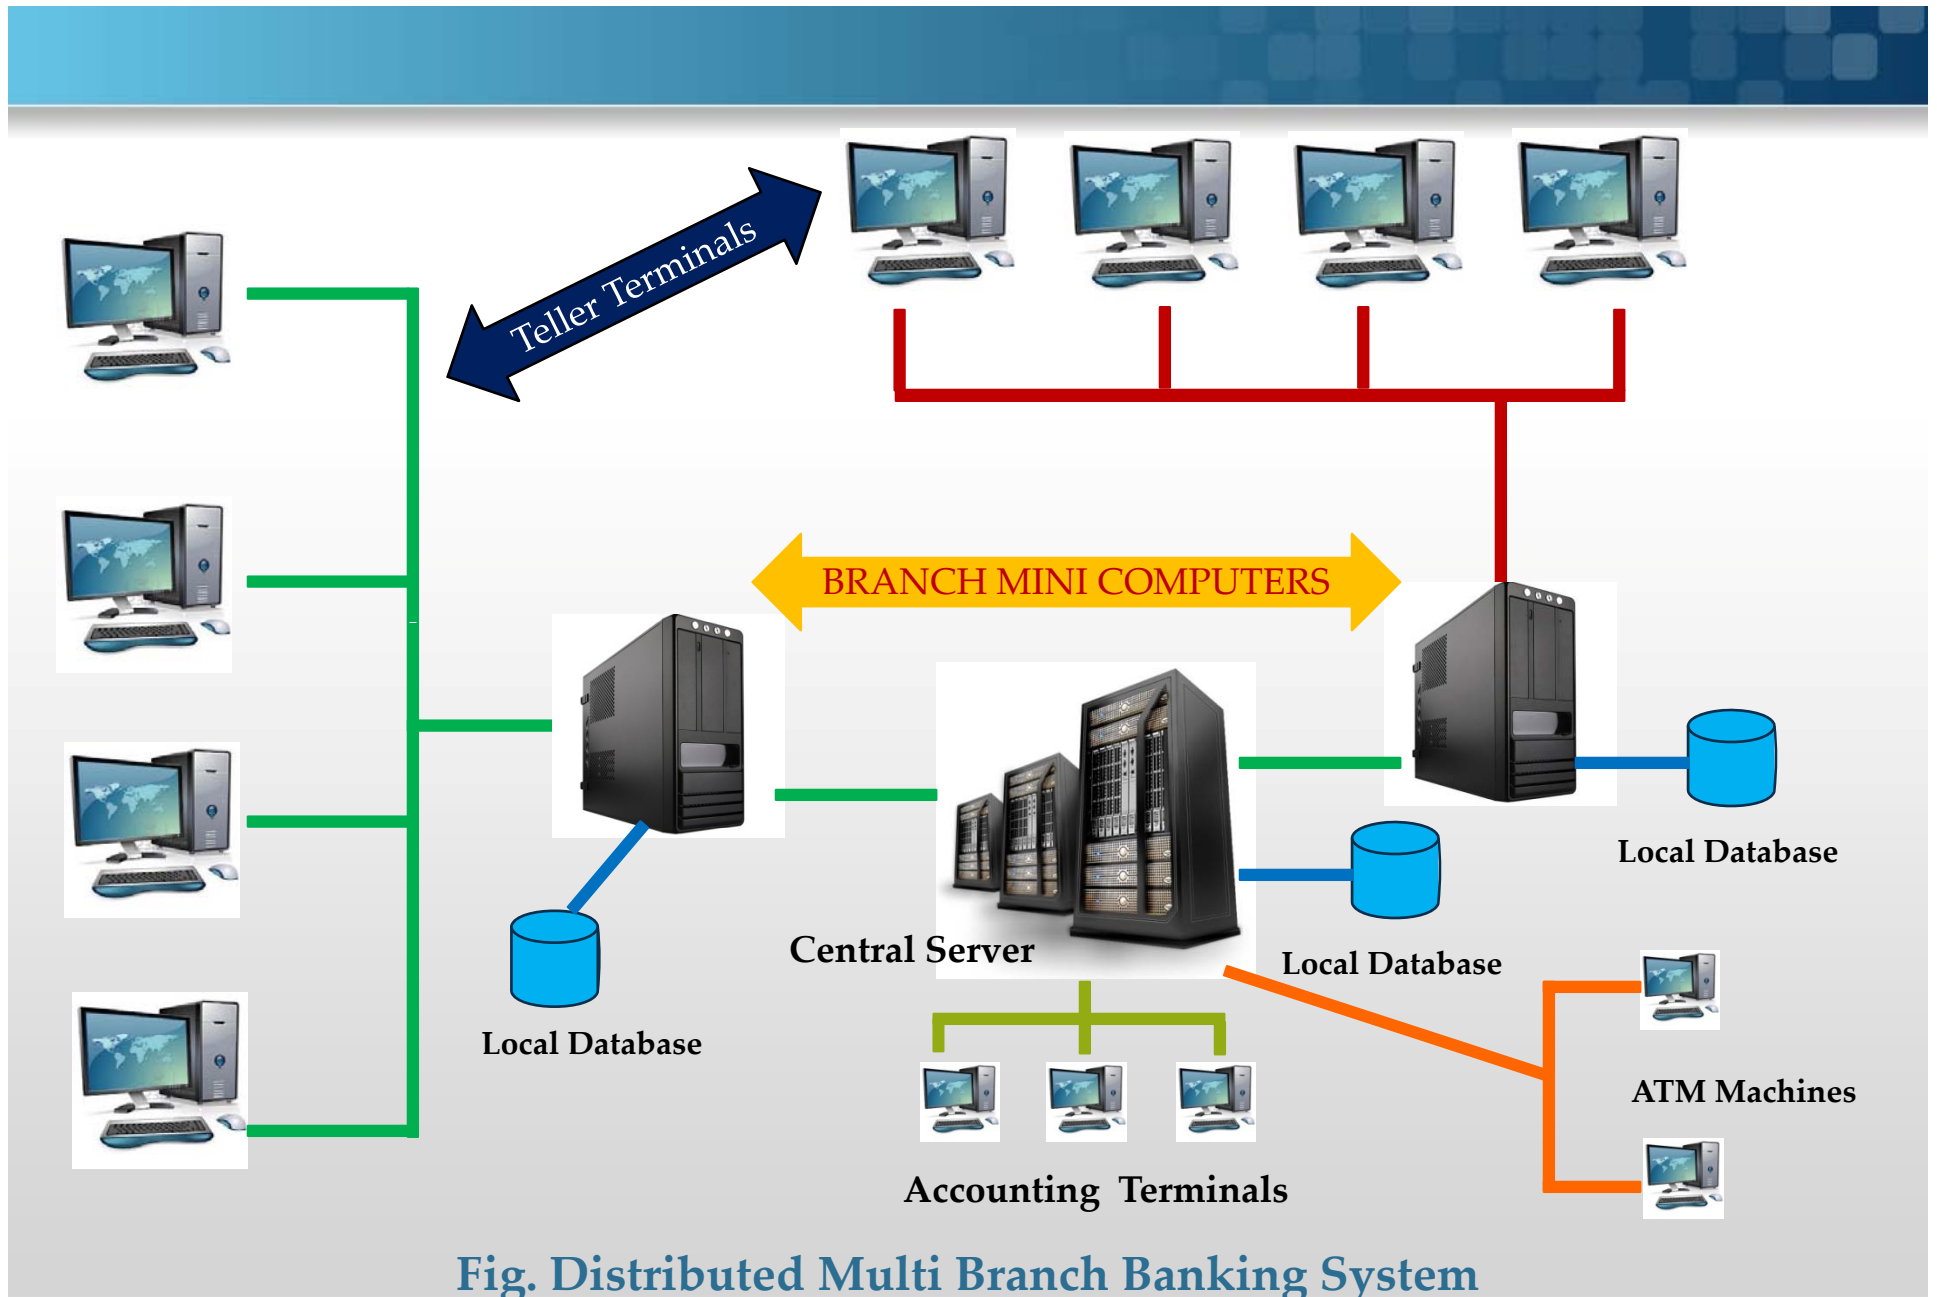 Teller Terminals
BRANCH MINI COMPUTERS
Local Database
Central Server
Local Database
Local Database
ATM Machines
Accounting Terminals
Fig. Distributed Multi Branch Banking System